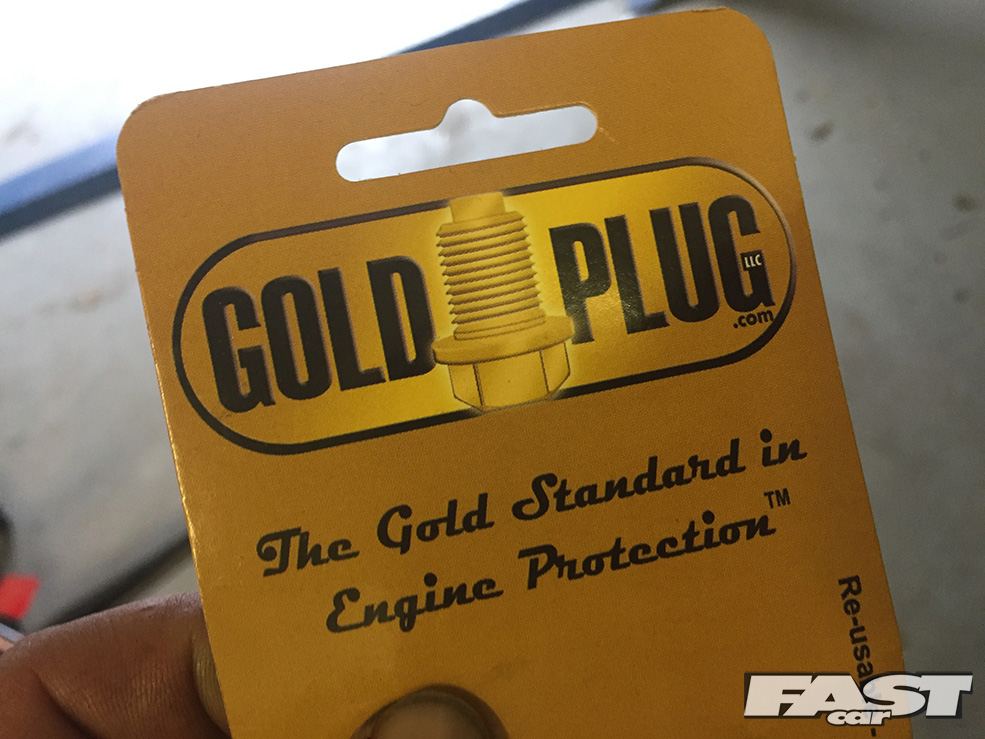 GOLD PLUG
LLC
.com
The Gold Standard in
Engine Protection™
FAST
car